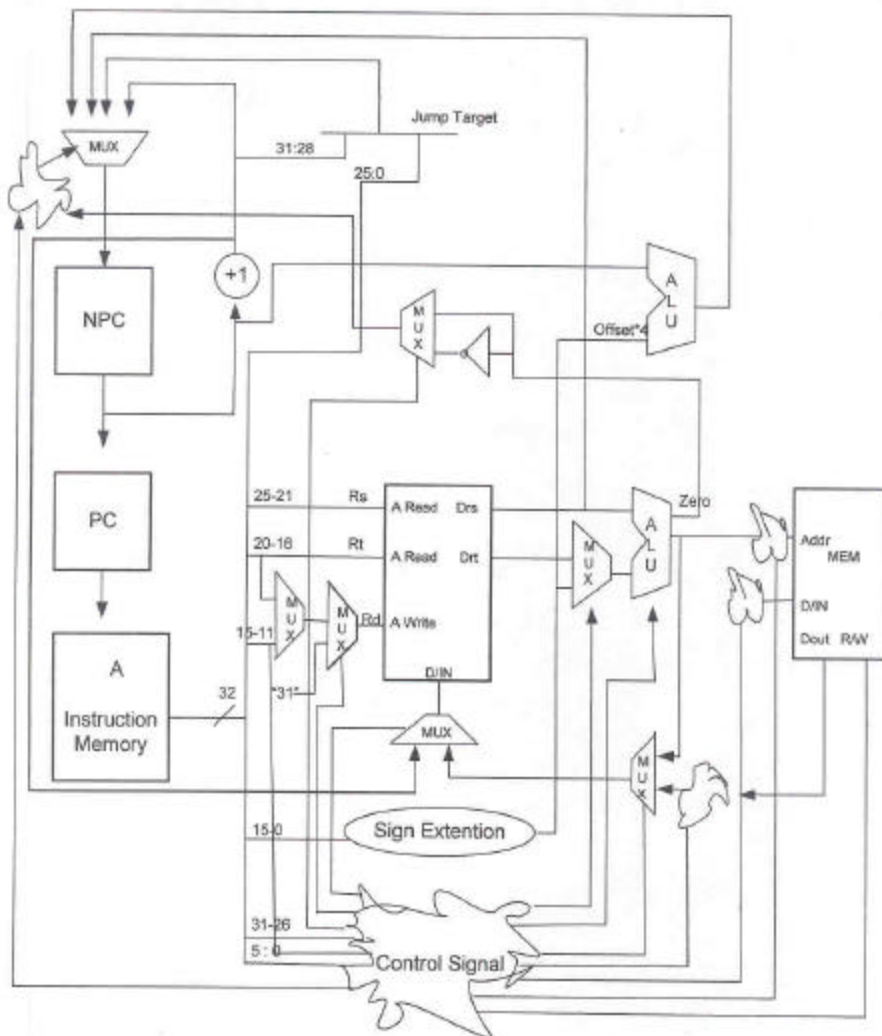 Jump Target
MUX
31:28
25:0
+1
NPC
ALU
MUX
Offset*4
25-21
Rs
A Read
Drs
ALU
Zero
PC
20-16
Rt
A Read
Drt
MUX
Addr
MEM
MUX
MUX
D/IN
15-11
Rd
A Write
Dout
R/W
A
Instruction
Memory
32
"31"
D/IN
MUX
MUX
15-0
Sign Extention
31-26
5 : 0
Control Signal